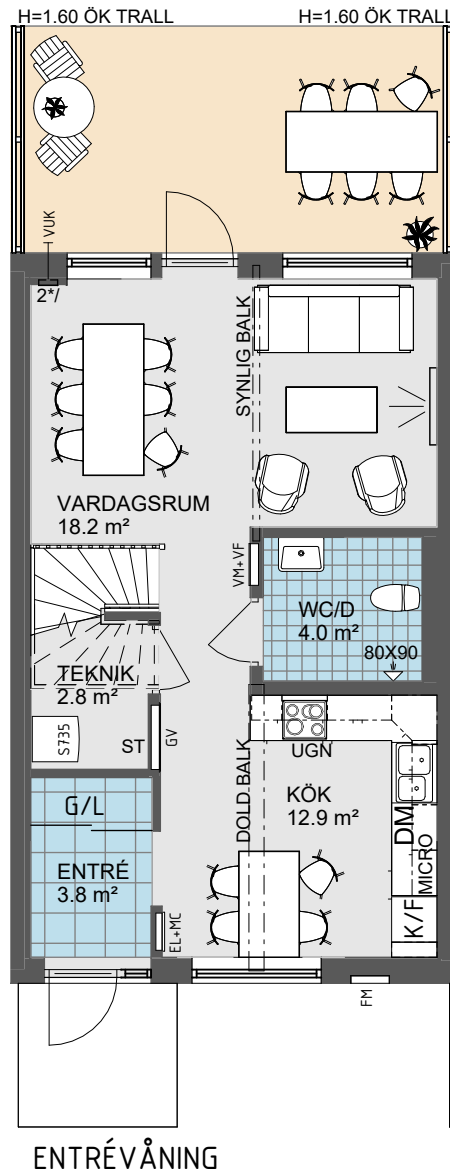 H=1.60 ÖK TRALL
H=1.60 ÖK TRALL
VUK
2*/
SYNLIG BALK
VARDAGSRUM
18.2 m²
VM+VF
WC/D
4.0 m²
80X90
TEKNIK
2.8 m²
S735
ST
GV
DOLD BALK
UGN
KÖK
12.9 m²
DM
MICRO
K/F
G/L
ENTRÉ
3.8 m²
EL+MC
FM
ENTRÉVÅNING